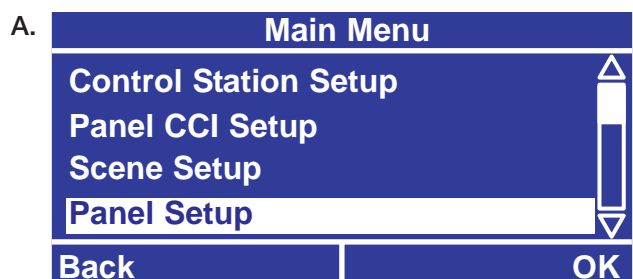 A.
Main Menu
Control Station Setup
Panel CCI Setup
Scene Setup
Panel Setup
Back OK